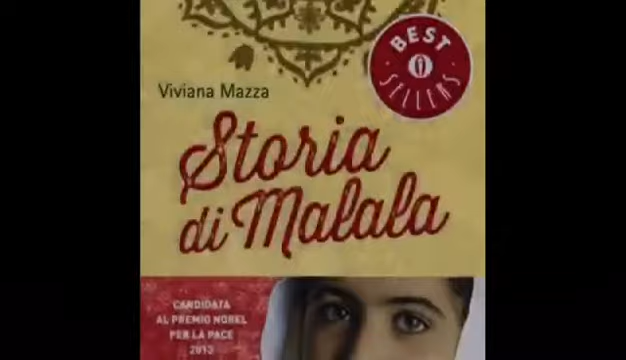 BEST
SELLERS
Viviana Mazza
Storia
di Malala
CANDIDATA
AL PREMIO NOBEL
PER LA PACE
2013